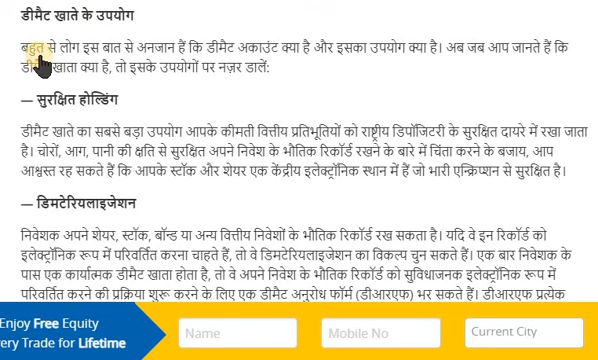 डीमैट खाते के उपयोग
बहुत से लोग इस बात से अनजान हैं कि डीमैट अकाउंट क्या है और इसका उपयोग क्या है। अब जब आप जानते हैं कि
खाता क्या है, तो इसके उपयोगों पर नज़र डालें:
— सुरक्षित होल्डिंग
डीमैट खाते का सबसे बड़ा उपयोग आपके कीमती वित्तीय प्रतिभूतियों को राष्ट्रीय डिपॉजिटरी के सुरक्षित दायरे में रखा जाता
है। चोरों, आग, पानी की क्षति से सुरक्षित अपने निवेश के भौतिक रिकॉर्ड रखने के बारे में चिंता करने के बजाय, आप
आश्वस्त रह सकते हैं कि आपके स्टॉक और शेयर एक केंद्रीय इलेक्ट्रॉनिक स्थान में हैं जो भारी एन्क्रिप्शन से सुरक्षित है।
— डिमटेरियलाइजेशन
निवेशक अपने शेयर, स्टॉक, बॉन्ड या अन्य वित्तीय निवेशों के भौतिक रिकॉर्ड रख सकता है। यदि वे इन रिकॉर्ड को
इलेक्ट्रॉनिक रूप में परिवर्तित करना चाहते हैं, तो वे डिमटेरियलाइजेशन का विकल्प चुन सकते हैं। एक बार निवेशक के
पास एक कार्यात्मक डीमैट खाता होता है, तो वे अपने निवेश के भौतिक रिकॉर्ड को सुविधाजनक इलेक्ट्रॉनिक रूप में
परिवर्तित करने की प्रक्रिया शुरू करने के लिए एक डीमैट अनुरोध फॉर्म (डीआरएफ) भर सकते हैं। डीआरएफ प्रत्येक
Enjoy Free Equity
very Trade for Lifetime
Name
Mobile No
Current City